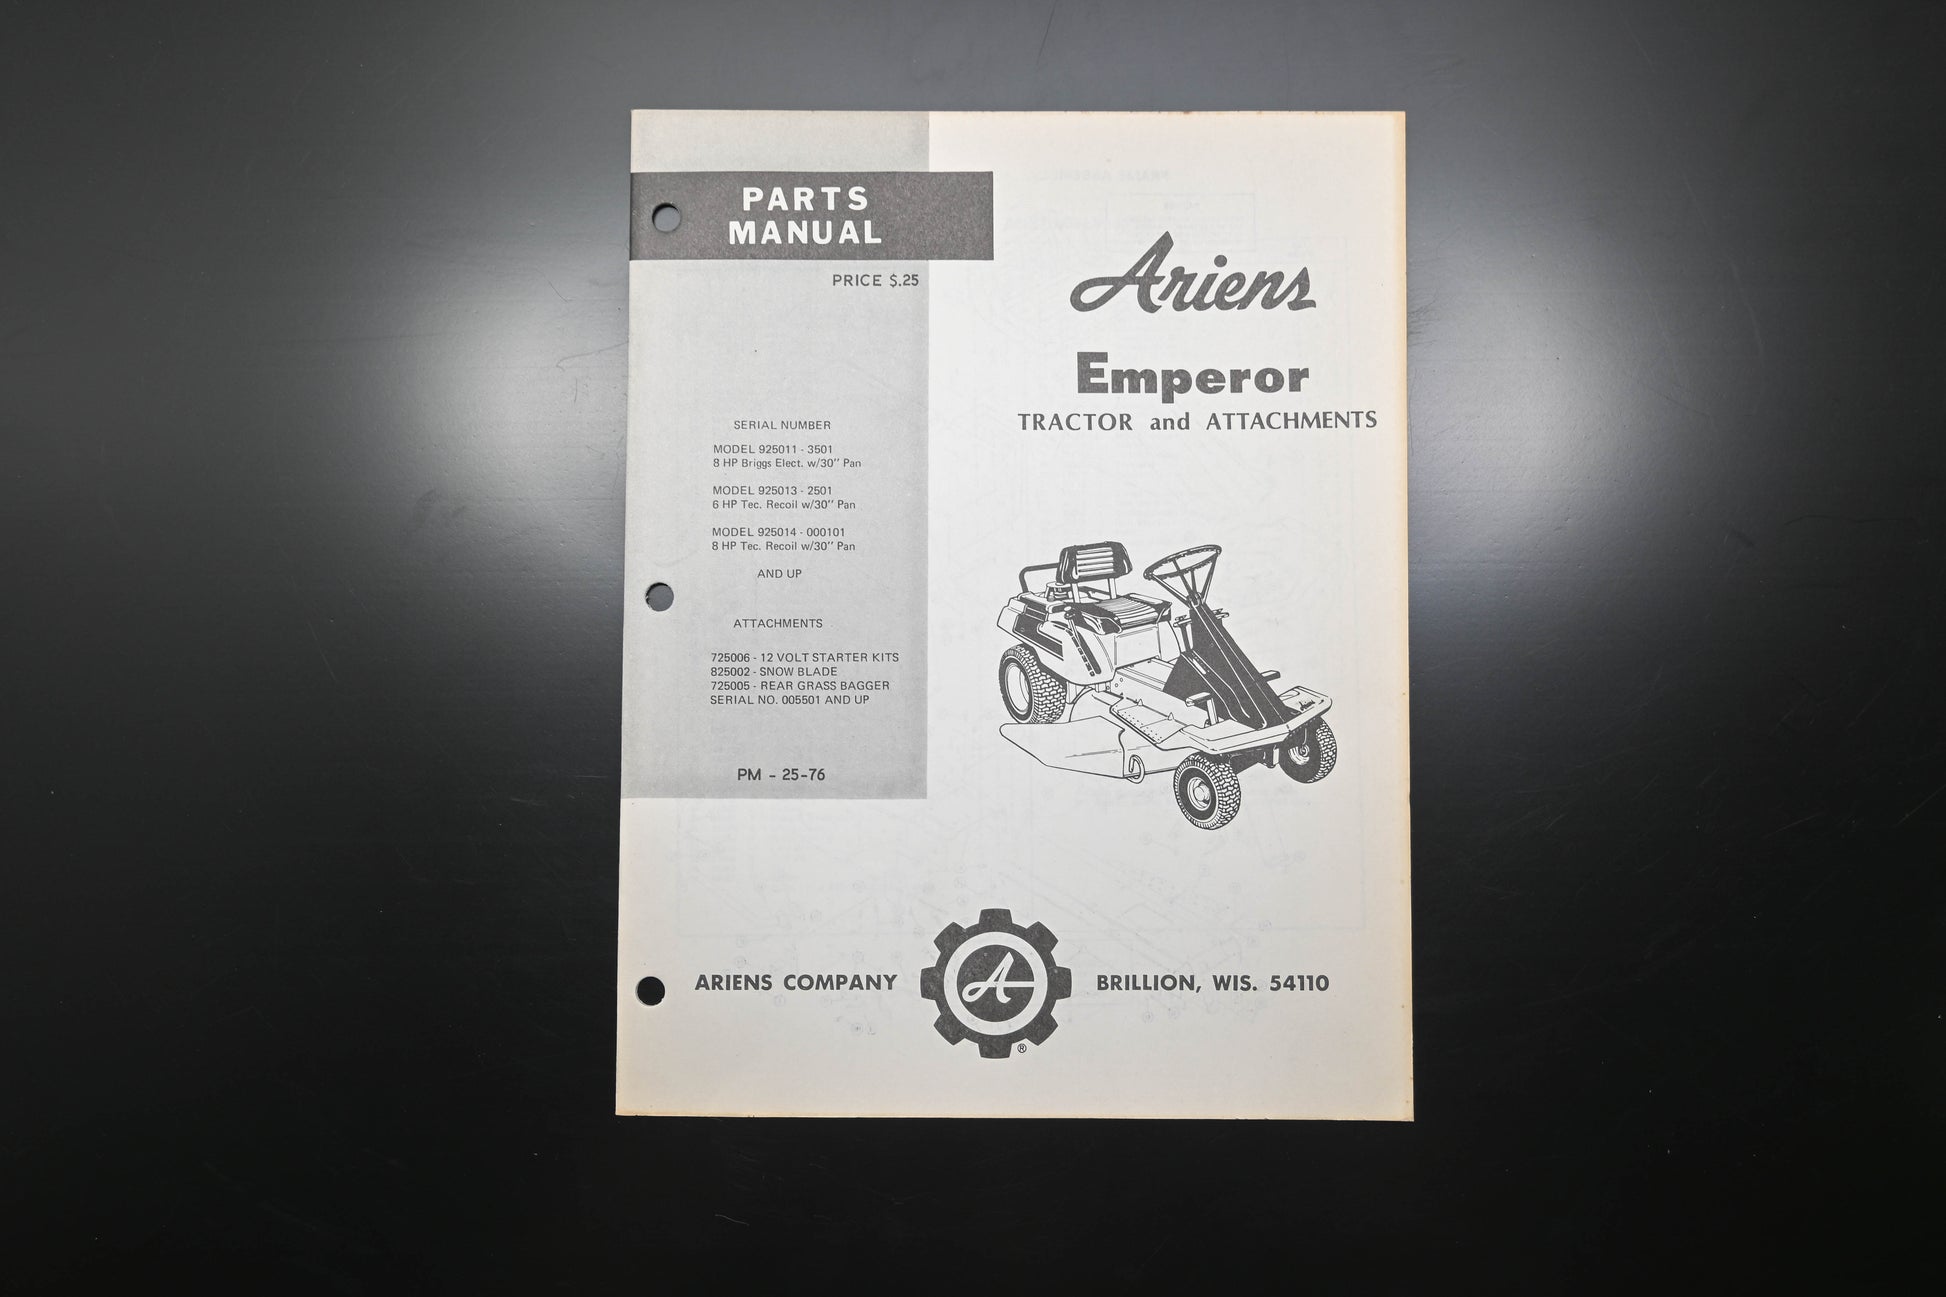 PARTS
MANUAL
PRICE $.25
SERIAL NUMBER
MODEL 925011 - 3501
8 HP Briggs Elect. w/30" Pan
MODEL 925013 - 2501
6 HP Tec. Recoil w/30" Pan
MODEL 925014 - 000101
8 HP Tec. Recoil w/30" Pan
AND UP
ATTACHMENTS
725006 - 12 VOLT STARTER KITS
825002 - SNOW BLADE
725005 - REAR GRASS BAGGER
SERIAL NO. 005501 AND UP
PM - 25-76
Ariens
Emperor
TRACTOR and ATTACHMENTS
Ariens
ARIENS COMPANY
A
®
BRILLION, WIS. 54110